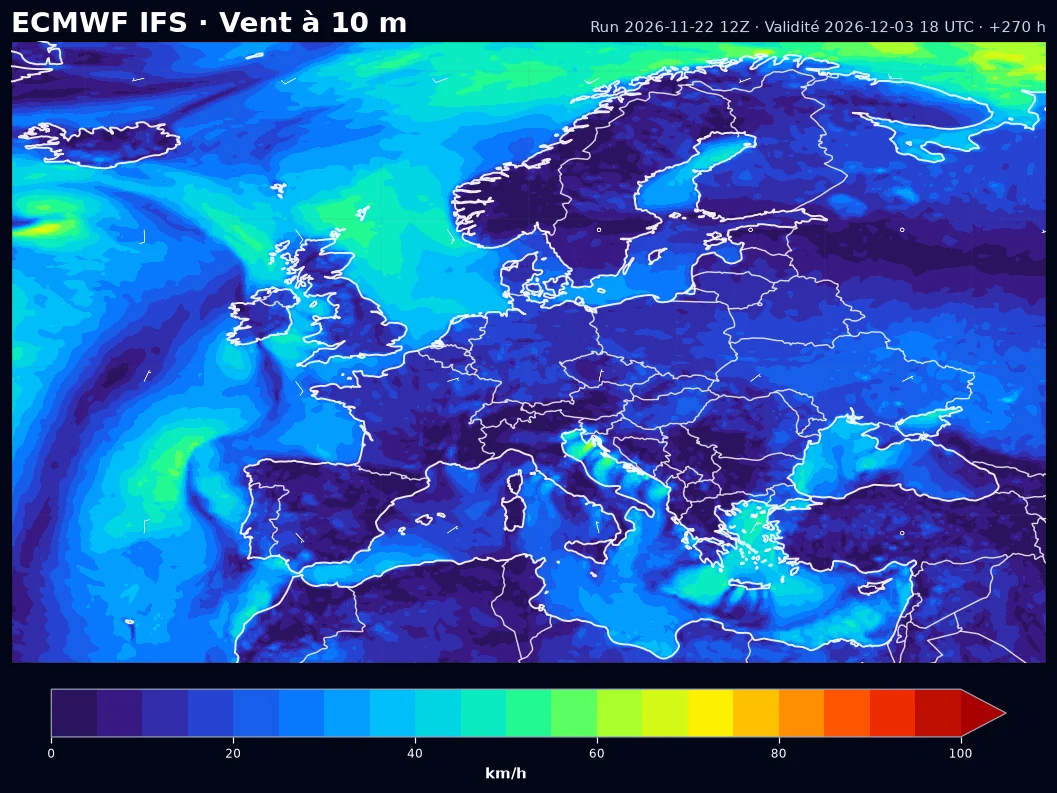 ECMWF IFS · Vent à 10 m
Run 2026-11-22 12Z · Validité 2026-12-03 18 UTC · +270 h
0 20 40 60 80 100
km/h